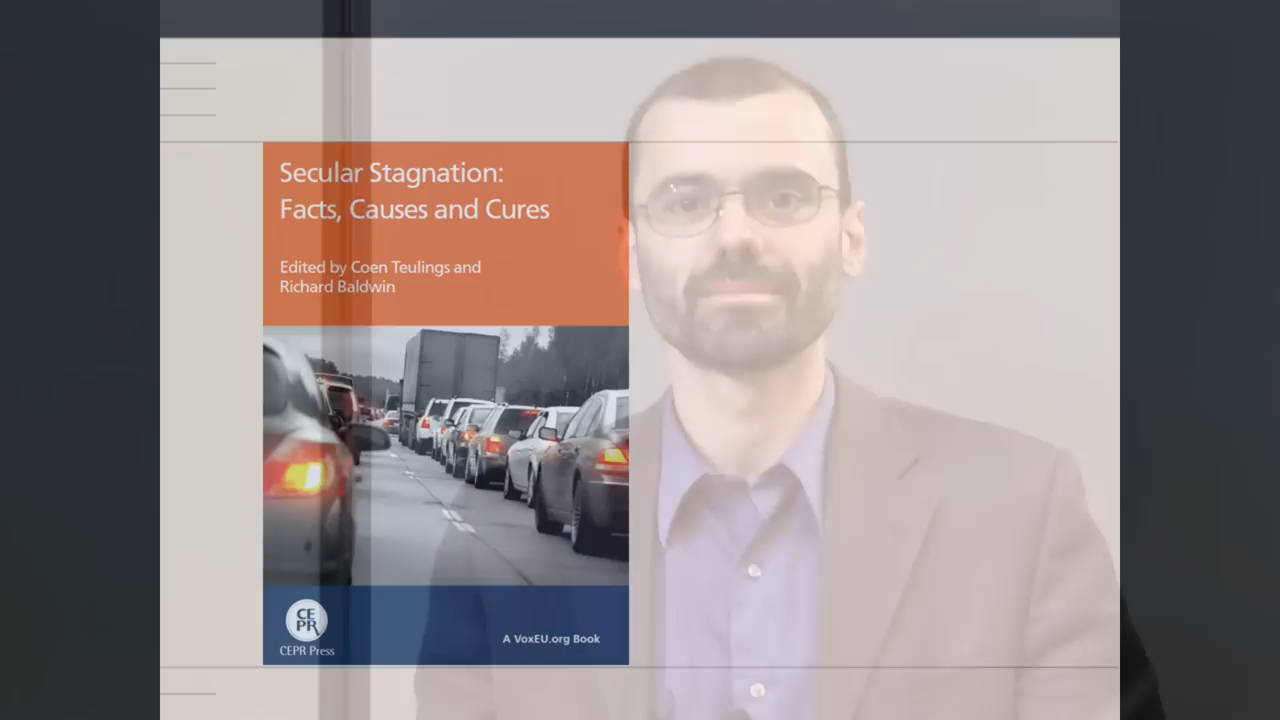 Secular Stagnation:
Facts, Causes and Cures
Edited by Coen Teulings and
Richard Baldwin
CE
PR
CEPR Press
A VoxEU.org Book